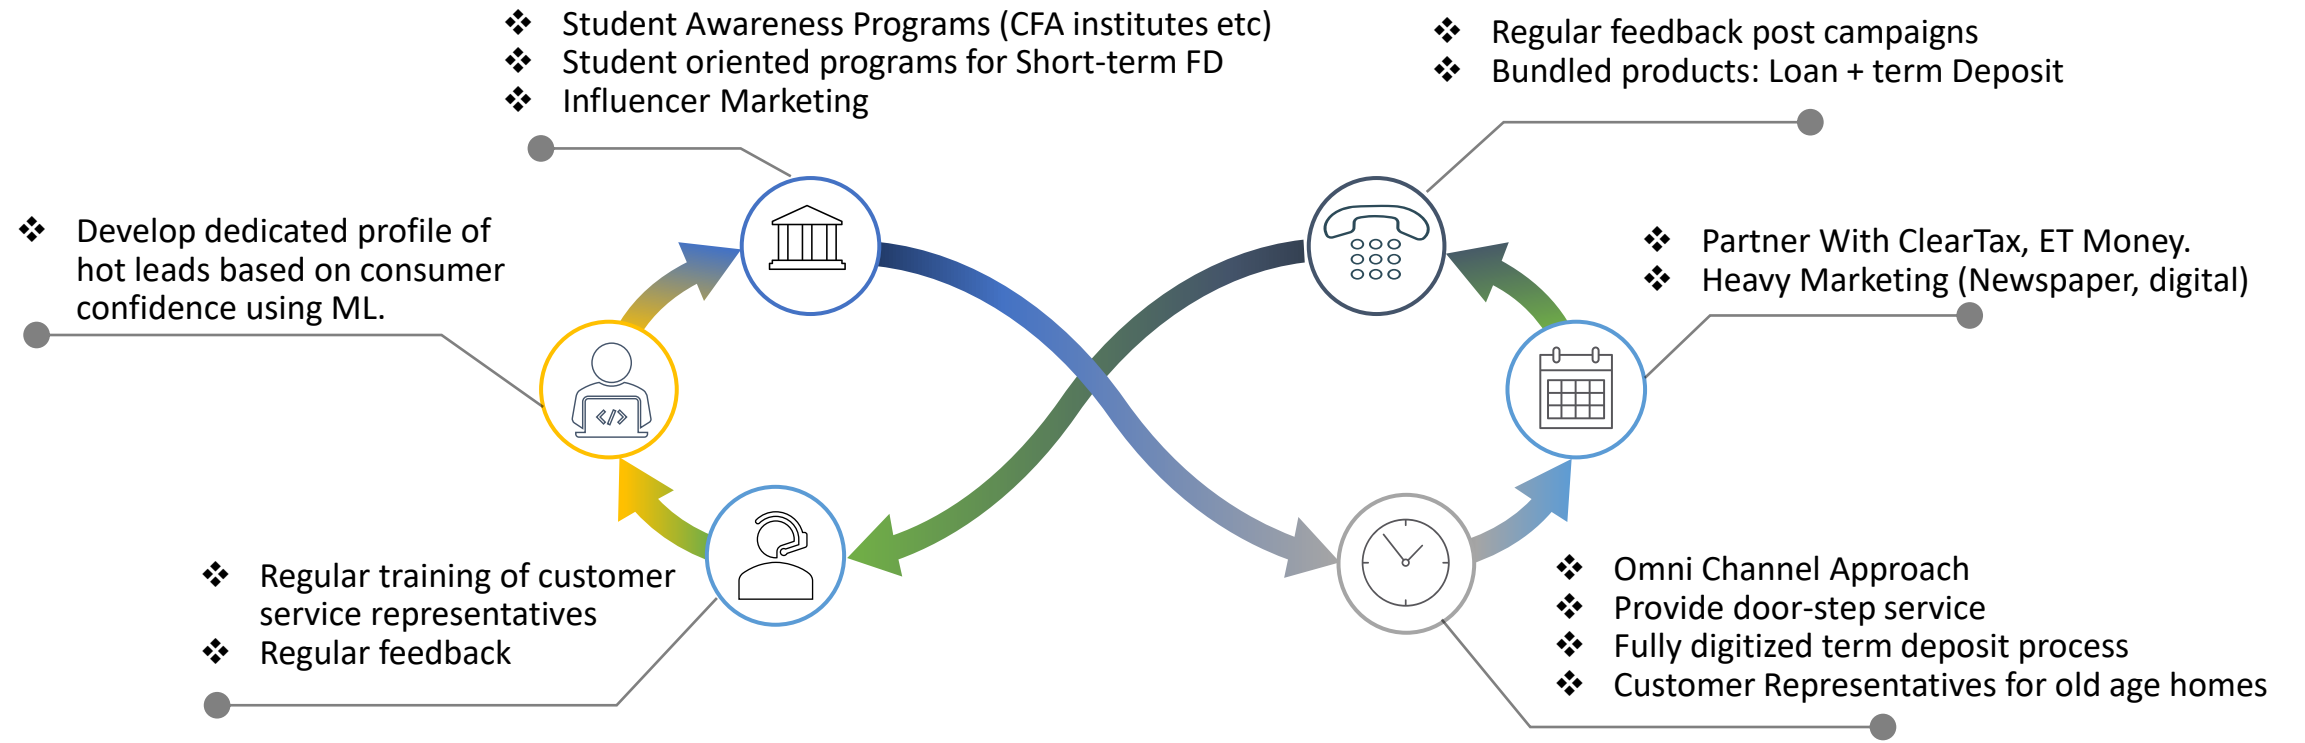 ❖ Student Awareness Programs (CFA institutes etc)
❖ Student oriented programs for Short-term FD
❖ Influencer Marketing
❖ Regular feedback post campaigns
❖ Bundled products: Loan + term Deposit
❖ Develop dedicated profile of
hot leads based on consumer
confidence using ML.
❖ Partner With ClearTax, ET Money.
❖ Heavy Marketing (Newspaper, digital)
</>
❖ Regular training of customer
service representatives
❖ Regular feedback
❖ Omni Channel Approach
❖ Provide door-step service
❖ Fully digitized term deposit process
❖ Customer Representatives for old age homes